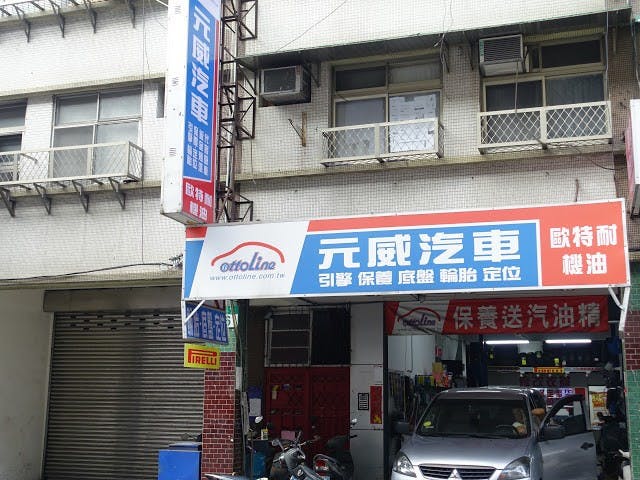 元威汽車
歐特耐
機油
OttoLine
www.ottoline.com.tw
元威汽車
引擎 保養 底盤 輪胎 定位
歐特耐
機油
OttoLine
保養送汽油精
PIRELLI
PIRELLI